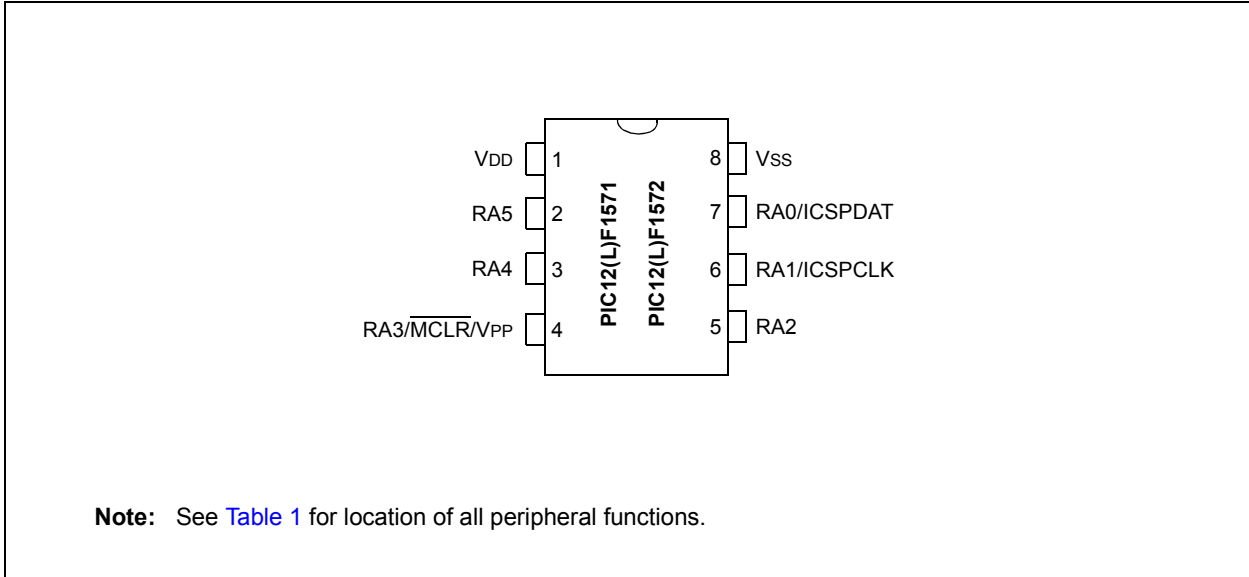 VDD 1 8 VSS
RA5 2 7 RA0/ICSPDAT
RA4 3 6 RA1/ICSPCLK
RA3/MCLR/VPP 4 5 RA2
PIC12(L)F1571
PIC12(L)F1572
Note: See Table 1 for location of all peripheral functions.